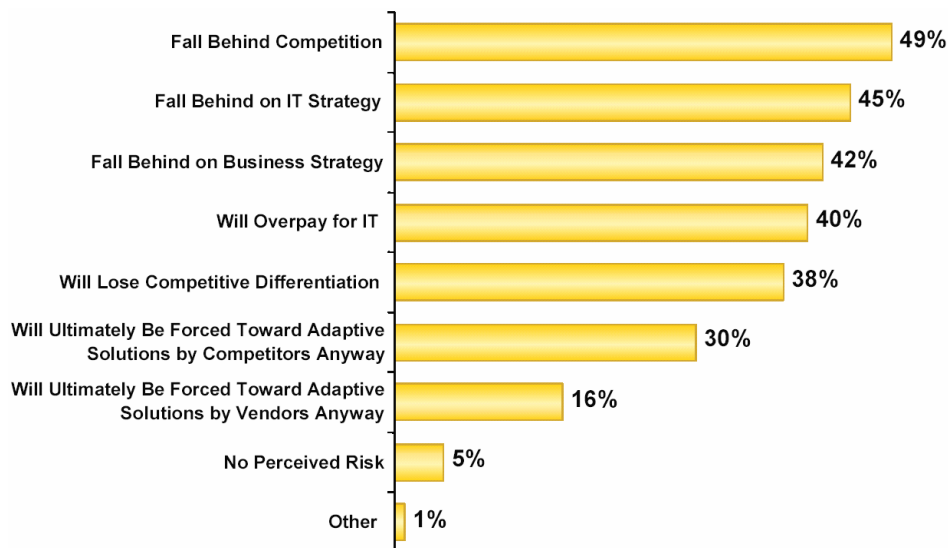 Fall Behind Competition 49%
Fall Behind on IT Strategy 45%
Fall Behind on Business Strategy 42%
Will Overpay for IT 40%
Will Lose Competitive Differentiation 38%
Will Ultimately Be Forced Toward Adaptive
Solutions by Competitors Anyway 30%
Will Ultimately Be Forced Toward Adaptive
Solutions by Vendors Anyway 16%
No Perceived Risk 5%
Other 1%